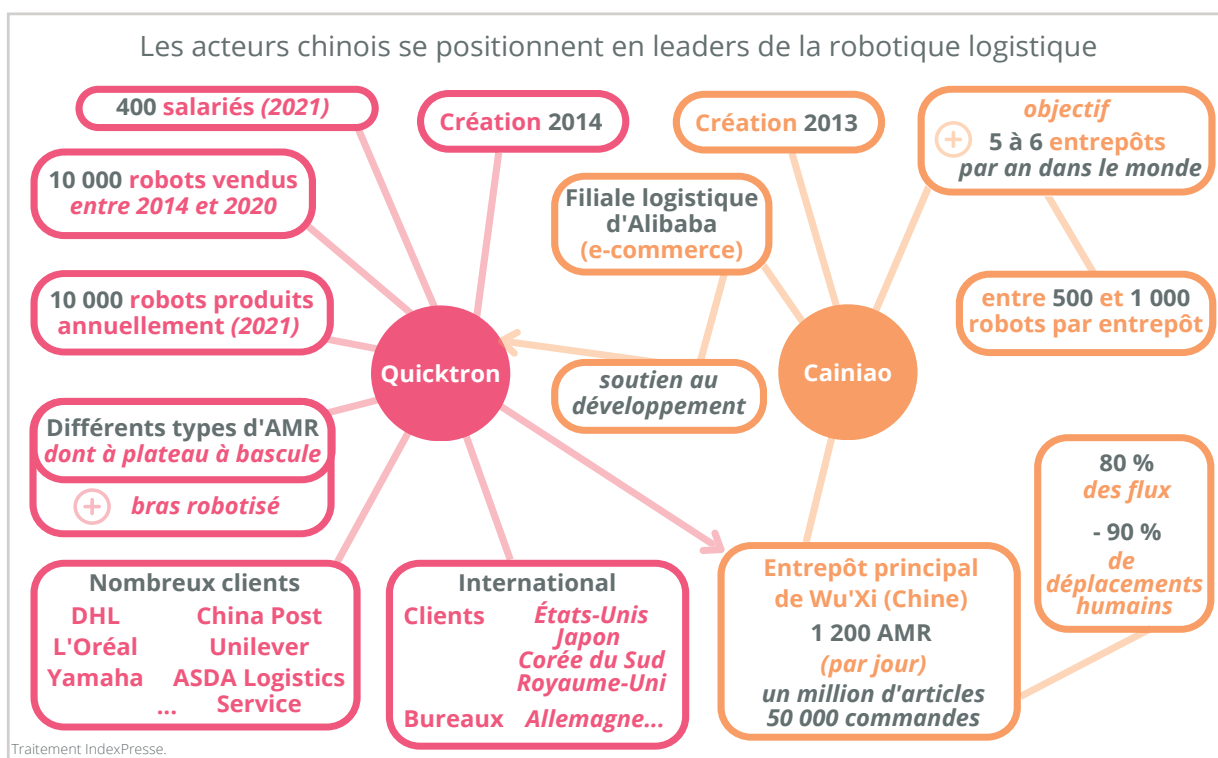 Les acteurs chinois se positionnent en leaders de la robotique logistique
400 salariés (2021)
Création 2014
10 000 robots vendus
entre 2014 et 2020
10 000 robots produits
annuellement (2021)
Quicktron
Différents types d'AMR
dont à plateau à bascule
+ bras robotisé
Nombreux clients
DHL China Post
L'Oréal Unilever
Yamaha ASDA Logistics
... Service
International
Clients États-Unis
Japon
Corée du Sud
Royaume-Uni
Bureaux Allemagne...
Création 2013
Filiale logistique
d'Alibaba
(e-commerce)
soutien au
développement
Cainiao
objectif
+ 5 à 6 entrepôts
par an dans le monde
entre 500 et 1 000
robots par entrepôt
Entrepôt principal
de Wu'Xi (Chine)
1 200 AMR
(par jour)
un million d'articles
50 000 commandes
80 %
des flux
- 90 %
de
déplacements
humains
Traitement IndexPresse.